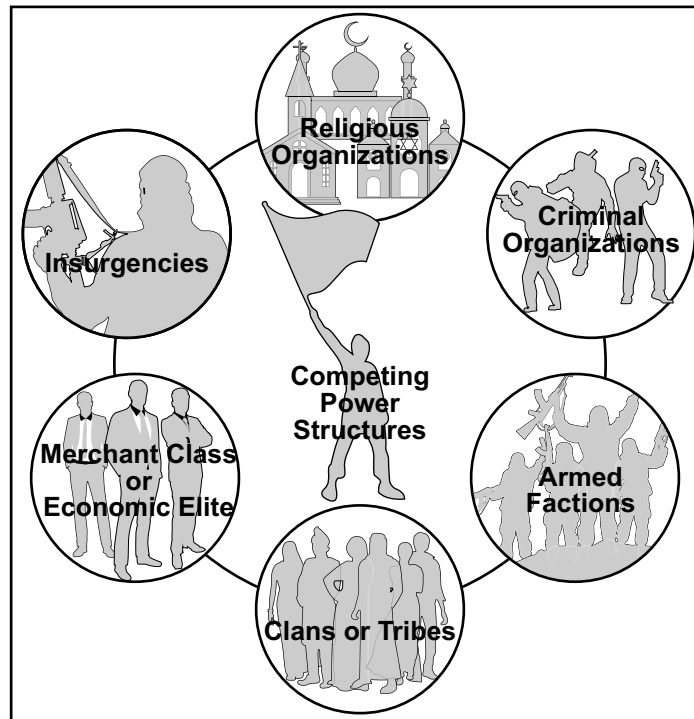 Religious
Organizations
Criminal
Organizations
Insurgencies
Competing
Power
Structures
Merchant Class
or
Economic Elite
Armed
Factions
Clans or Tribes